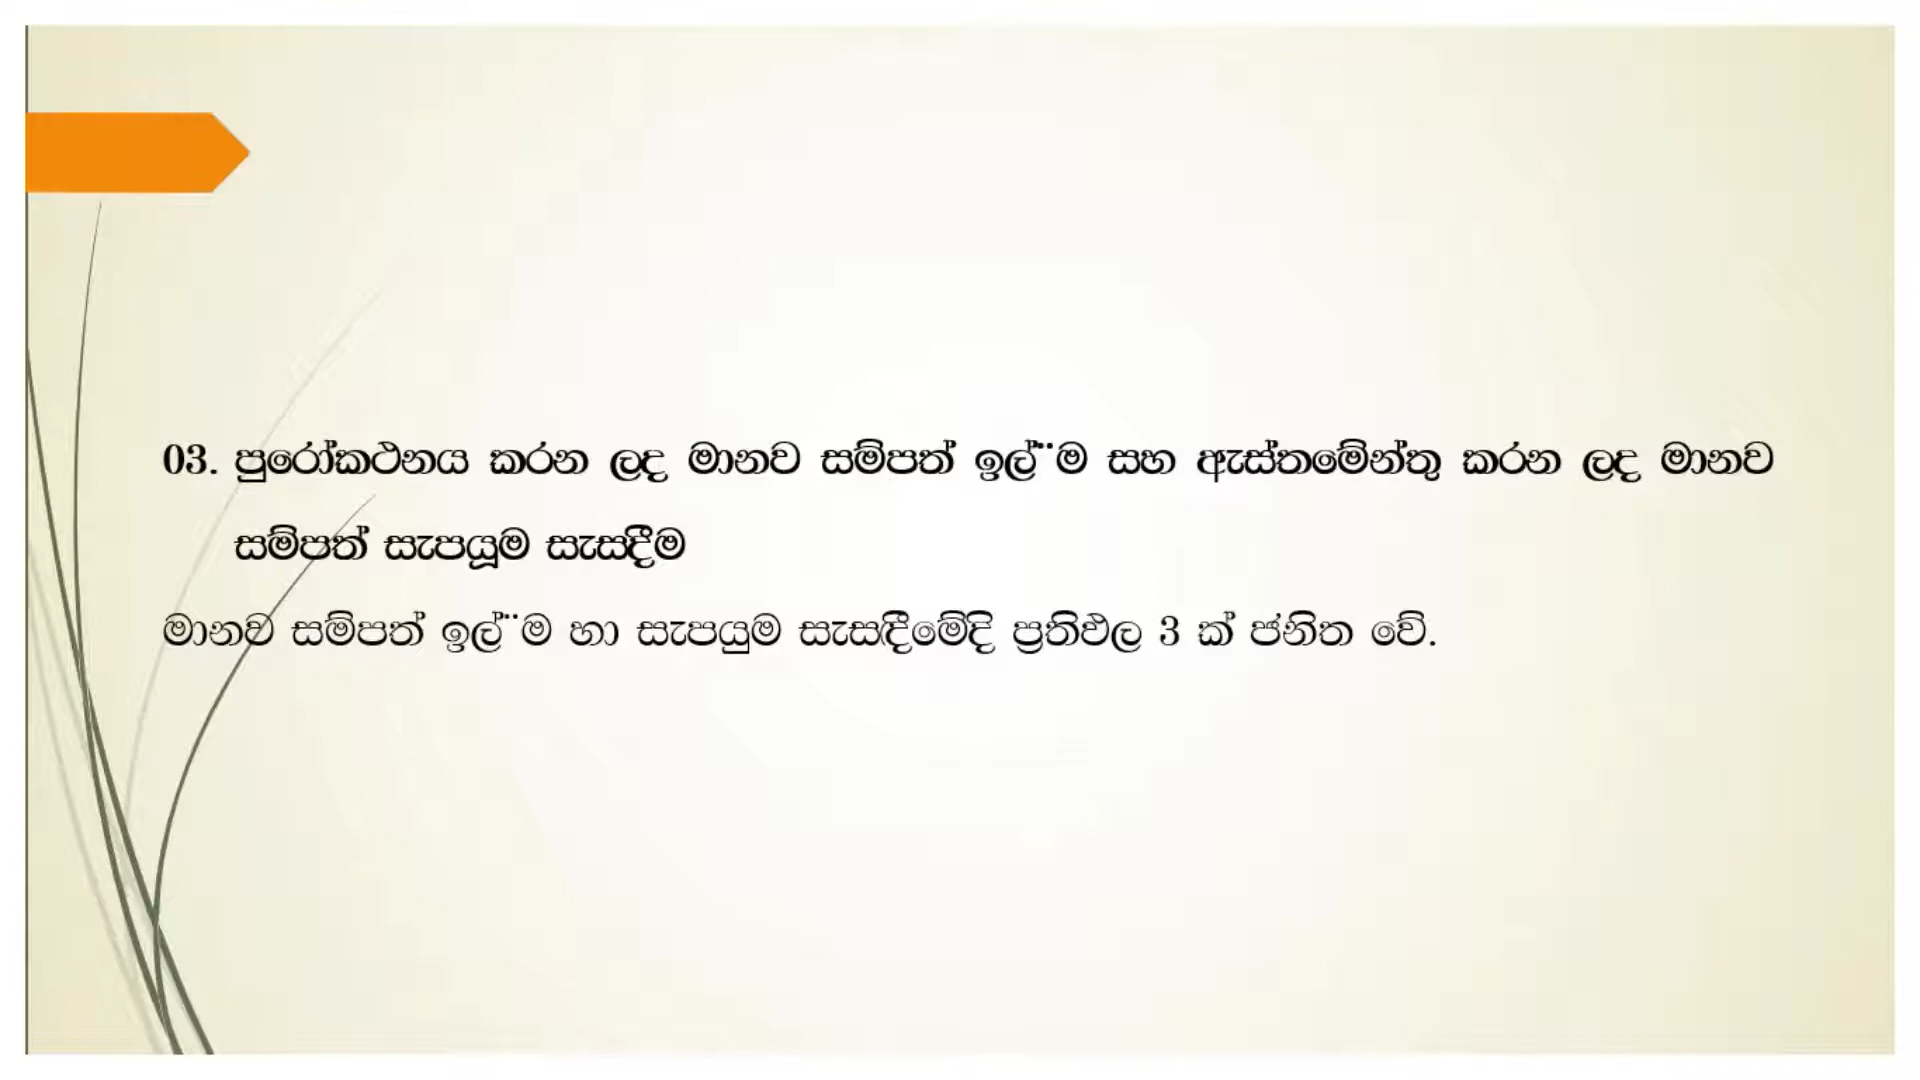 03. පුරෝකථනය කරන ලද මානව සම්පත් ඉල්¨ම සහ ඇස්තමේන්තු කරන ලද මානව
සම්පත් සැපයූම සැසදීම
මානව සම්පත් ඉල්¨ම හා සැපයුම සැසඳීමේදි ප්‍රතිඵල 3 ක් ජනිත වේ.